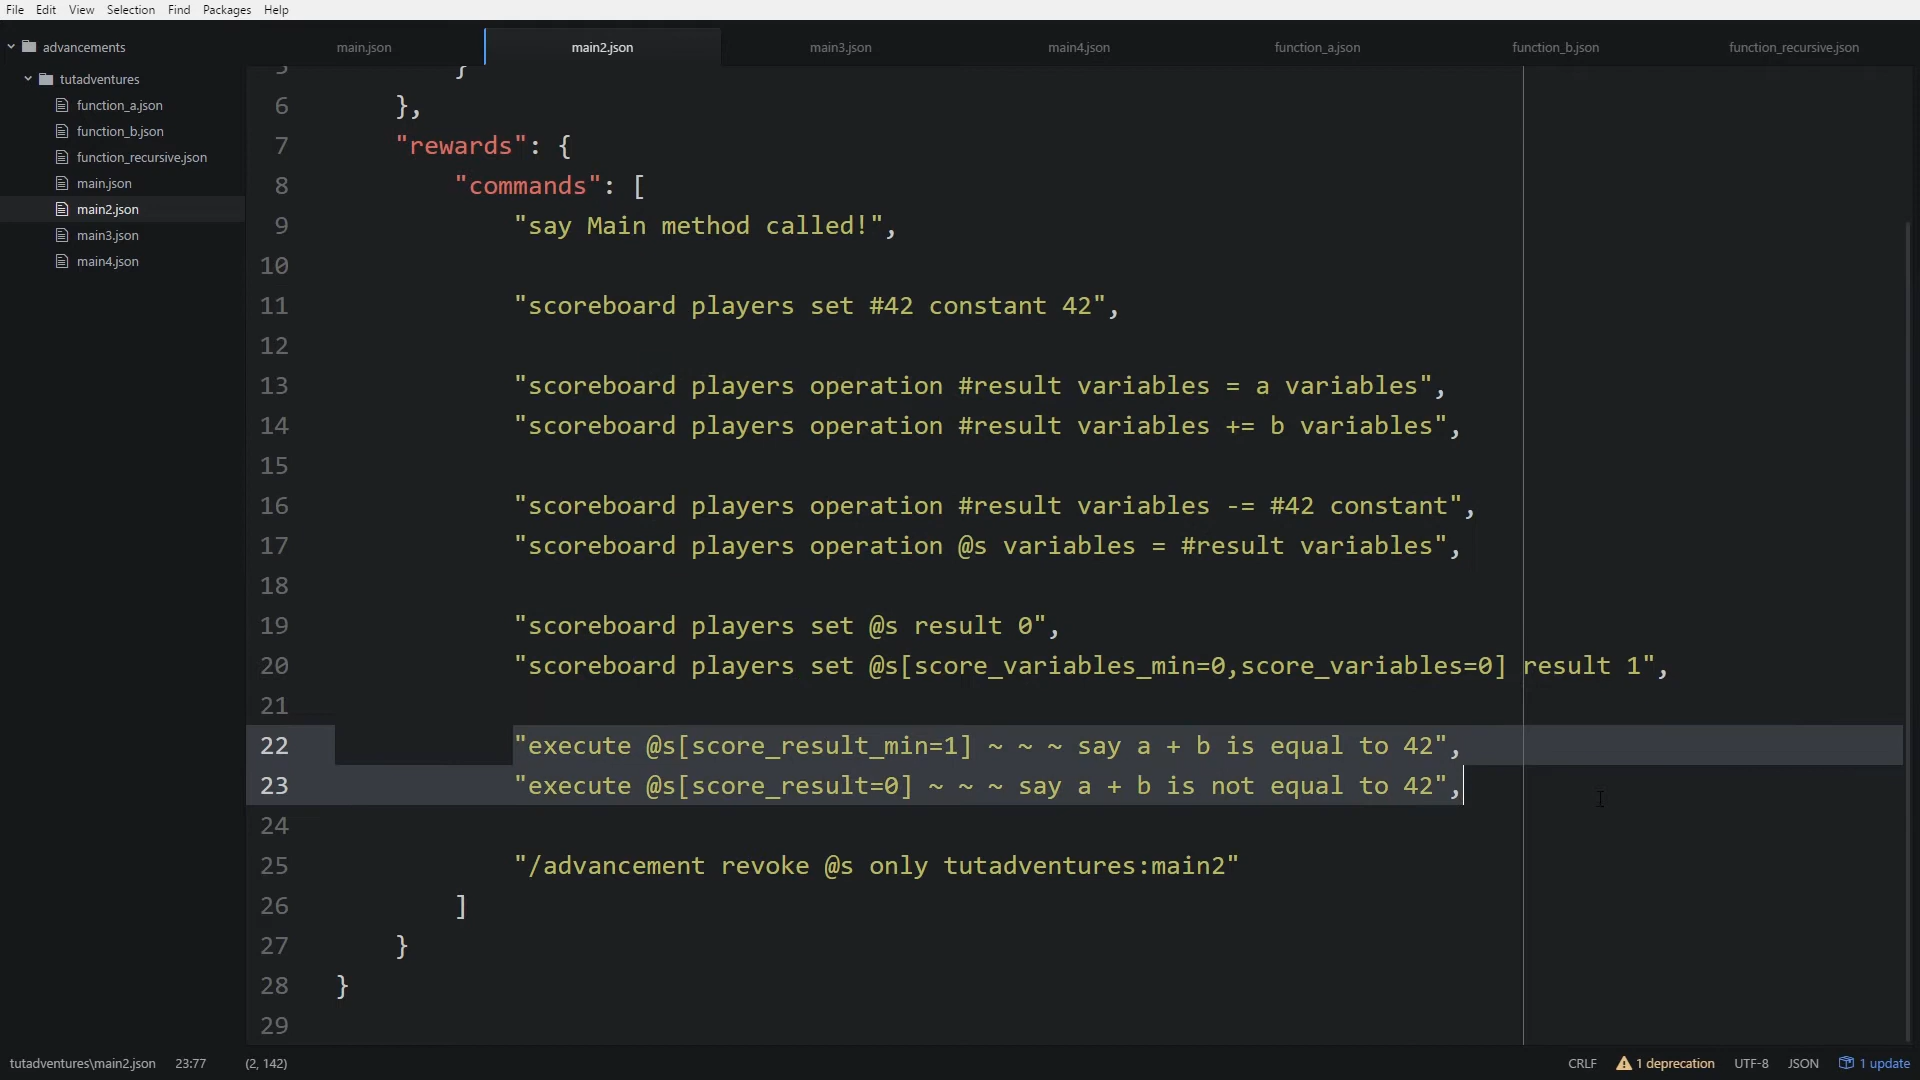 File Edit View Selection Find Packages Help
advancements
tutadventures
function_a.json
function_b.json
function_recursive.json
main.json
main2.json
main3.json
main4.json
main.json main2.json main3.json main4.json function_a.json function_b.json function_recursive.json
5 }
6 },
7 "rewards": {
8 "commands": [
9 "say Main method called!",
10
11 "scoreboard players set #42 constant 42",
12
13 "scoreboard players operation #result variables = a variables",
14 "scoreboard players operation #result variables += b variables",
15
16 "scoreboard players operation #result variables -= #42 constant",
17 "scoreboard players operation @s variables = #result variables",
18
19 "scoreboard players set @s result 0",
20 "scoreboard players set @s[score_variables_min=0,score_variables=0] result 1",
21
22 "execute @s[score_result_min=1] ~ ~ ~ say a + b is equal to 42",
23 "execute @s[score_result=0] ~ ~ ~ say a + b is not equal to 42",
24
25 "/advancement revoke @s only tutadventures:main2"
26 ]
27 }
28 }
29
tutadventures\main2.json 23:77 (2, 142) CRLF 1 deprecation UTF-8 JSON 1 update